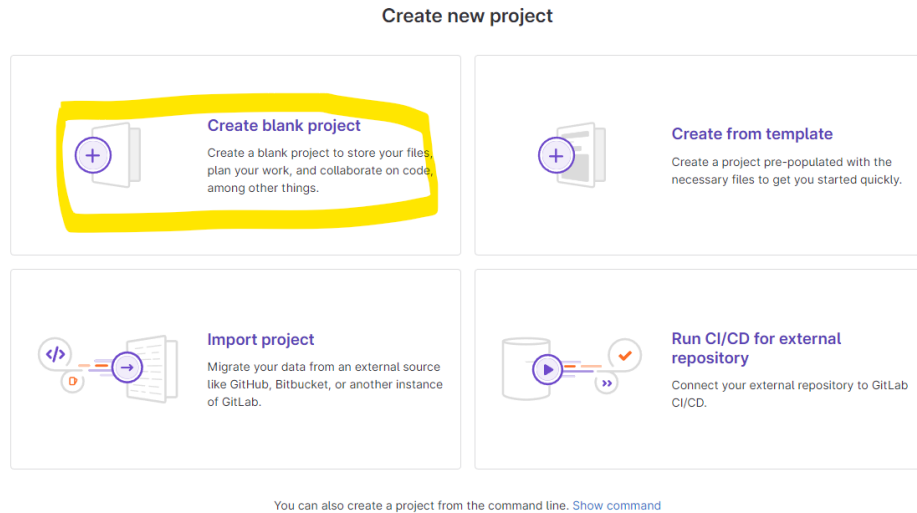 Create new project
Create blank project
Create a blank project to store your files,
plan your work, and collaborate on code,
among other things.
Create from template
Create a project pre-populated with the
necessary files to get you started quickly.
Import project
Migrate your data from an external source
like GitHub, Bitbucket, or another instance
of GitLab.
Run CI/CD for external
repository
Connect your external repository to GitLab
CI/CD.
You can also create a project from the command line. Show command